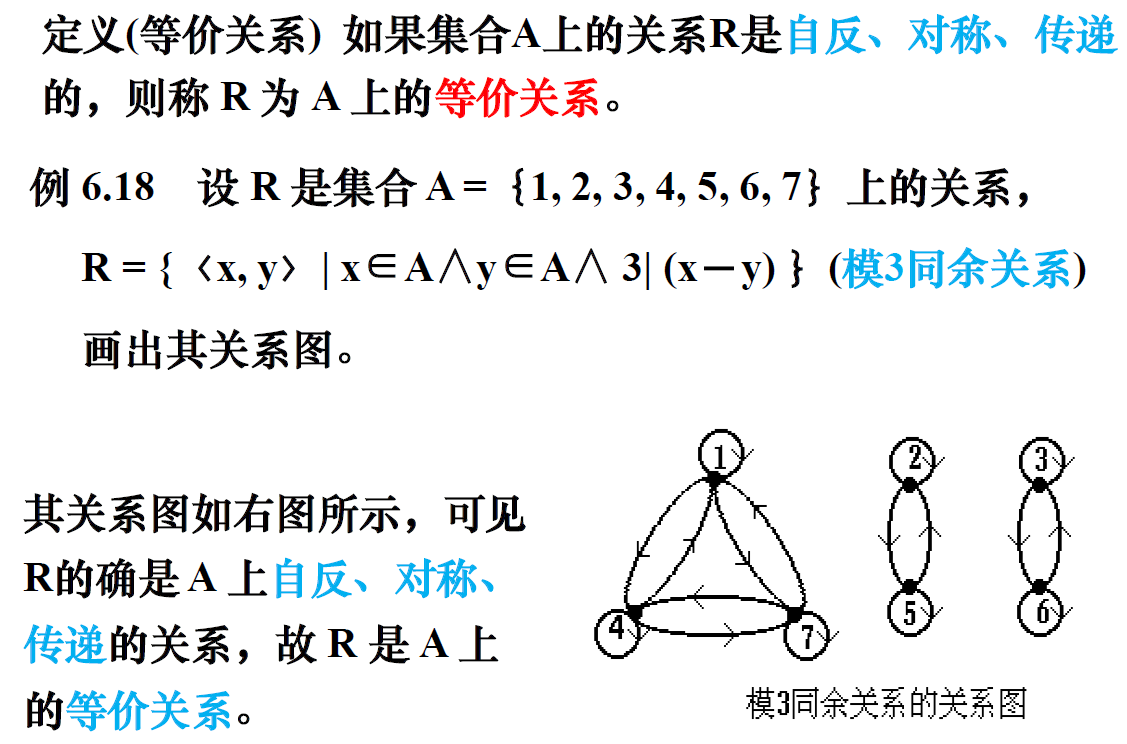 定义(等价关系) 如果集合A上的关系R是自反、对称、传递
的，则称 R 为 A 上的等价关系。
例 6.18 设 R 是集合 A = {1, 2, 3, 4, 5, 6, 7} 上的关系，
R = { 〈x, y〉 | x∈A∧y∈A∧ 3| (x－y) } (模3同余关系)
画出其关系图。
其关系图如右图所示，可见
R的确是 A 上自反、对称、
传递的关系，故 R 是 A 上
的等价关系。
1 2 3
4 7 5 6
模3同余关系的关系图